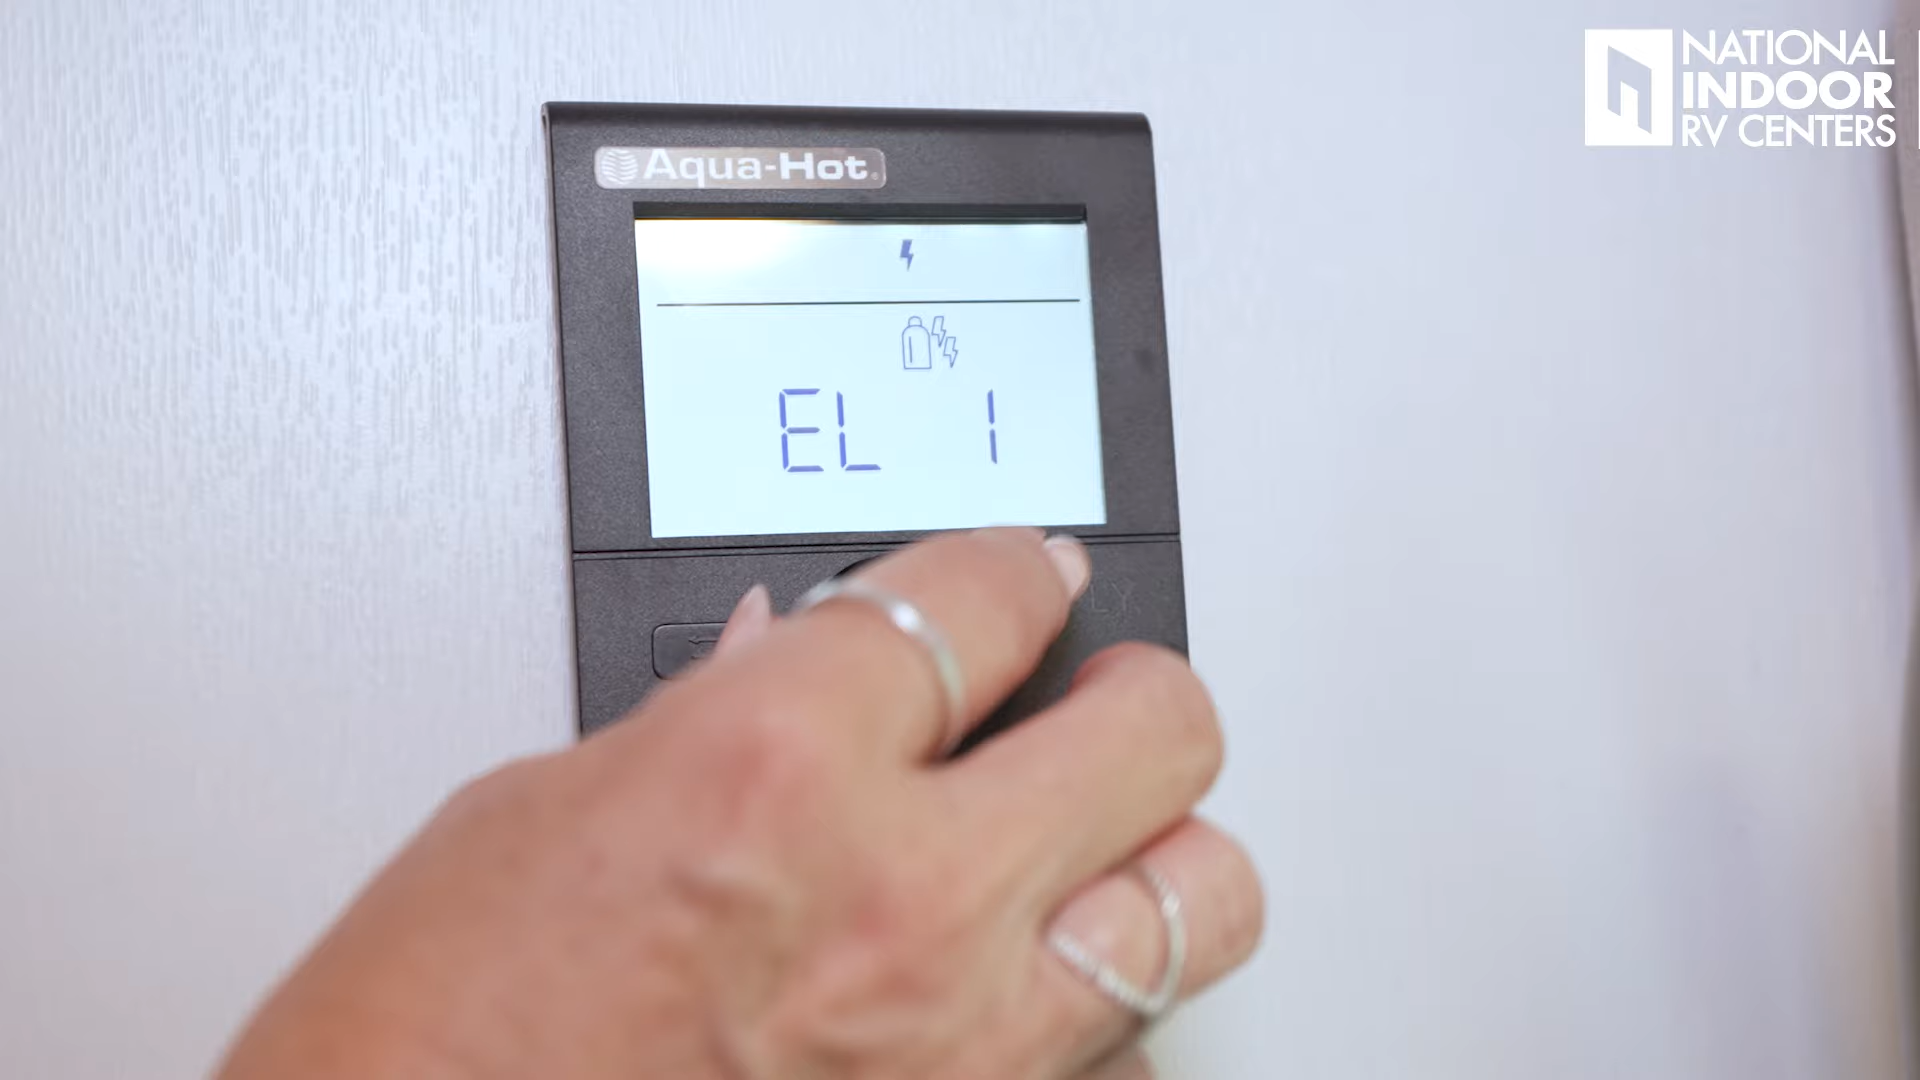 Aqua-Hot
EL 1
NATIONAL
INDOOR
RV CENTERS